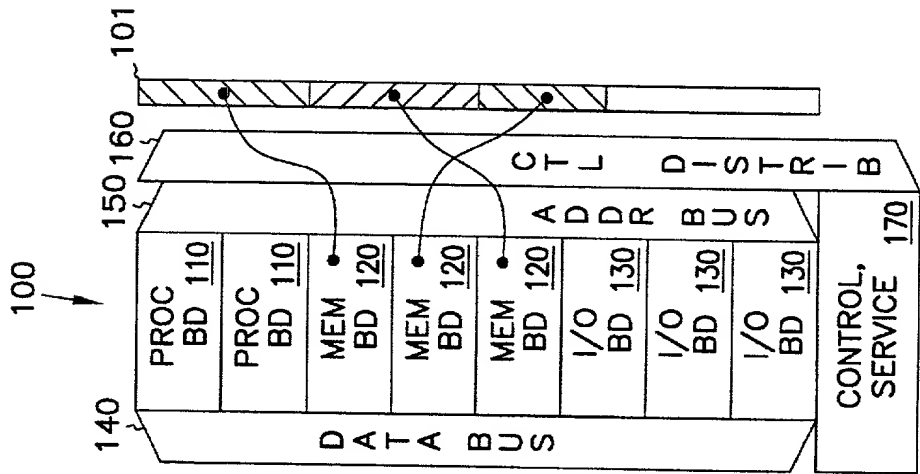 100
140
150
160
101
PROC
BD 110
PROC
BD 110
MEM
BD 120
MEM
BD 120
MEM
BD 120
I/O
BD 130
I/O
BD 130
I/O
BD 130
DATA BUS
ADDR BUS
CTL DISTRIB
CONTROL,
SERVICE 170